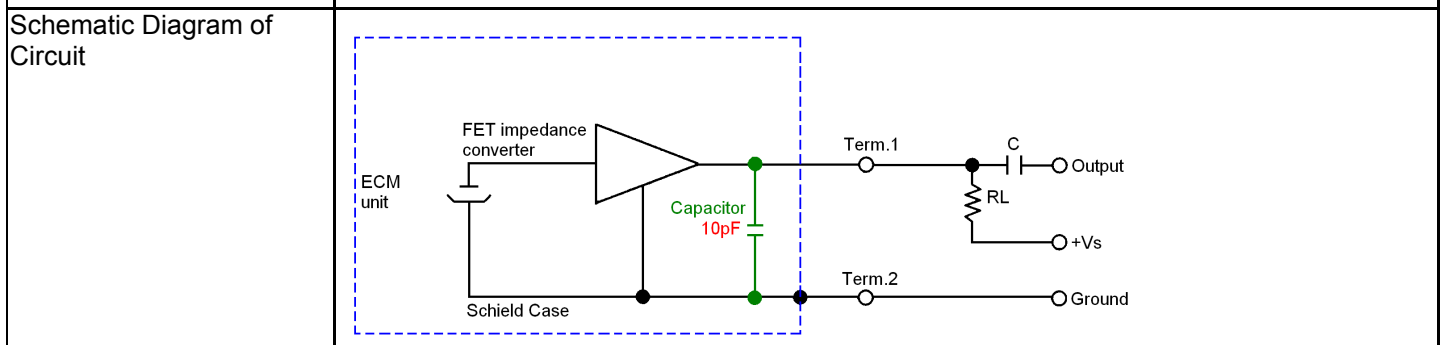 Schematic Diagram of
Circuit
FET impedance
converter
ECM
unit
Capacitor
10pF
Schield Case
Term.1
C
Output
RL
+Vs
Term.2
Ground